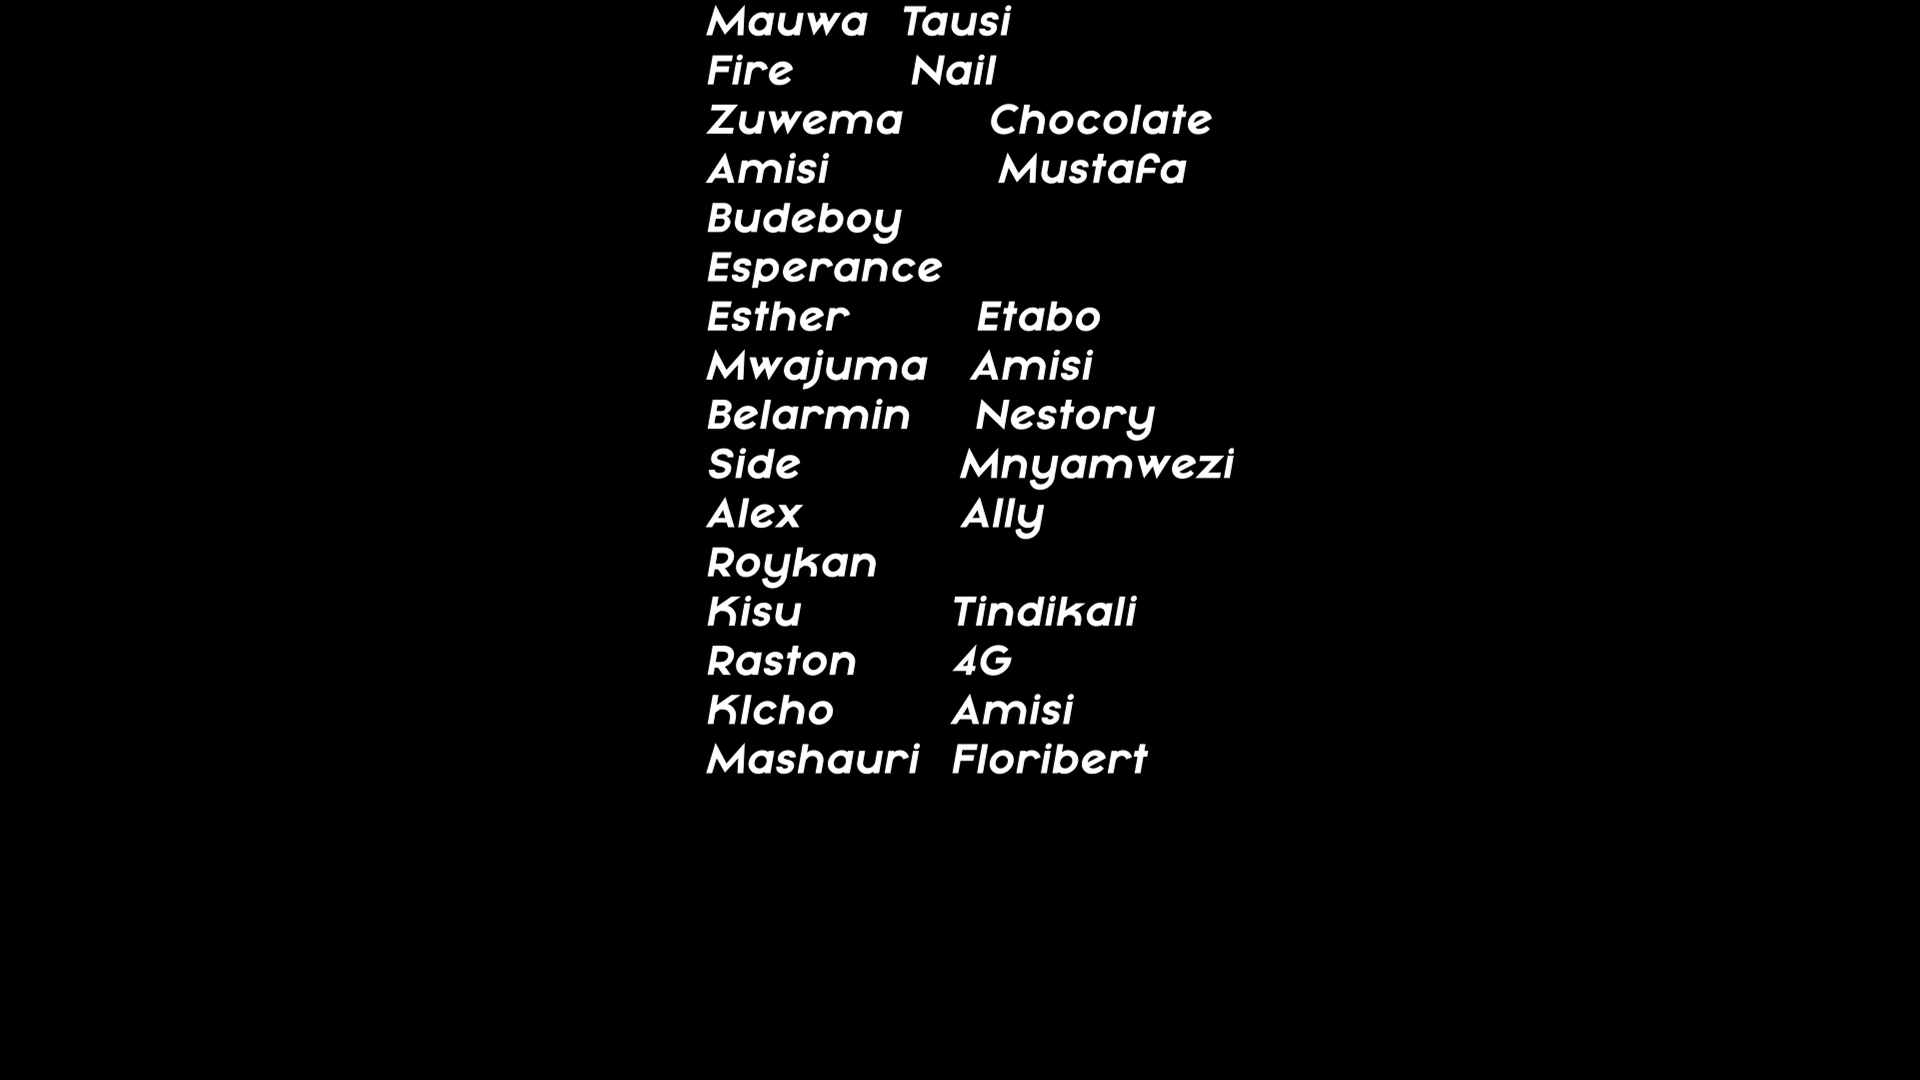 Mauwa Tausi
Fire Nail
Zuwema Chocolate
Amisi Mustafa
Budeboy
Esperance
Esther Etabo
Mwajuma Amisi
Belarmin Nestory
Side Mnyamwezi
Alex Ally
Roykan
Kisu Tindikali
Raston 4G
KIcho Amisi
Mashauri Floribert